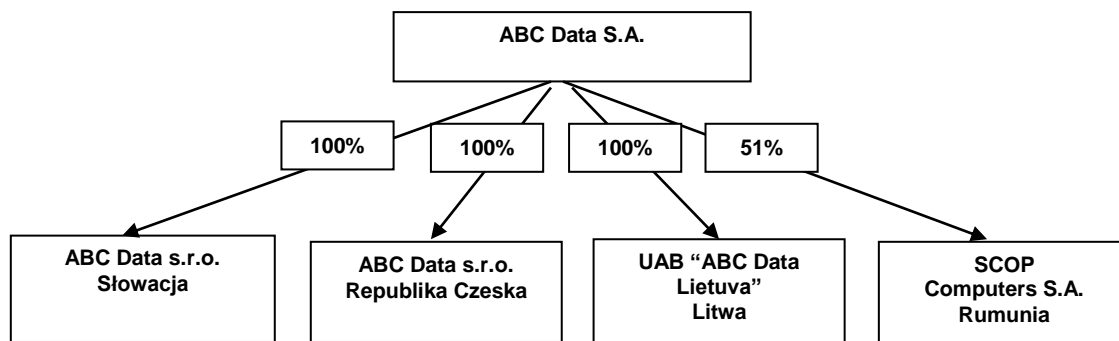 ABC Data S.A.
100%
100%
100%
51%
ABC Data s.r.o.
Słowacja
ABC Data s.r.o.
Republika Czeska
UAB “ABC Data
Lietuva”
Litwa
SCOP
Computers S.A.
Rumunia